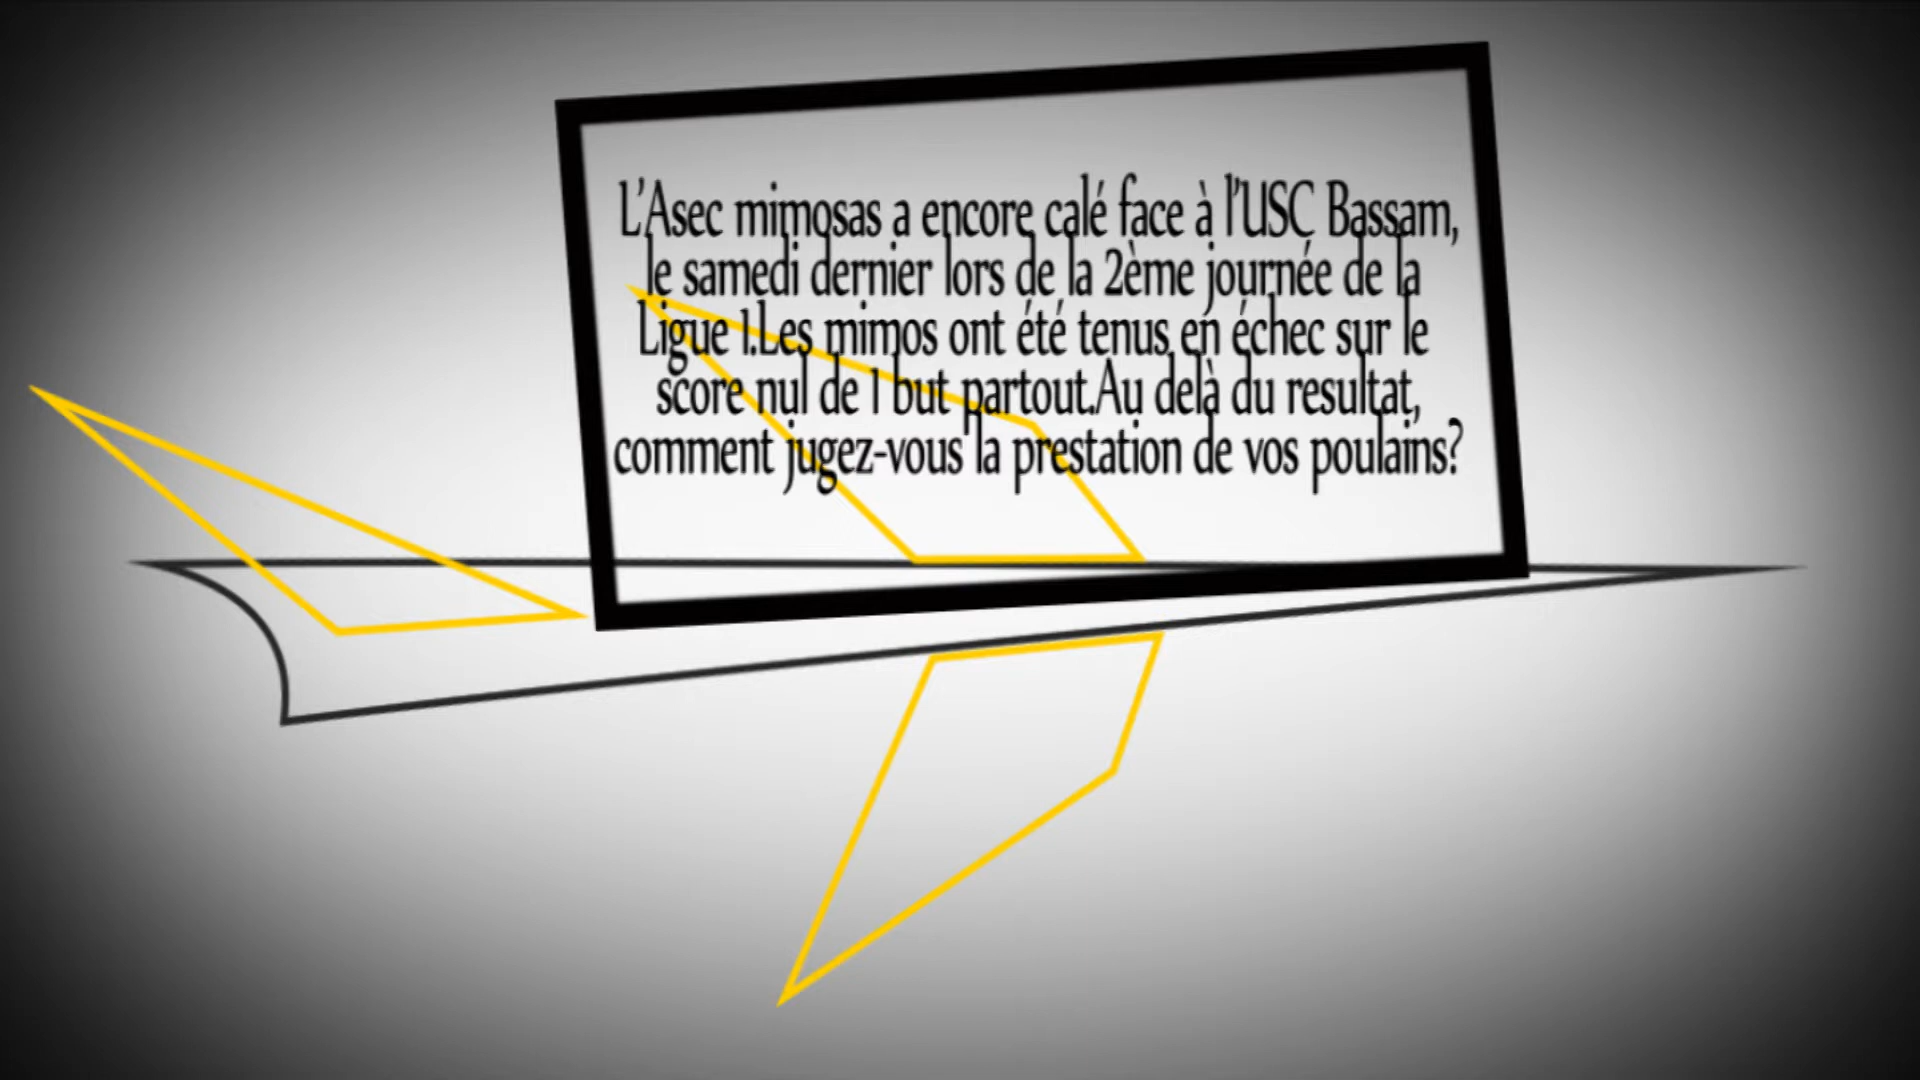 L'Asec mimosas a encore calé face à l'USC Bassam,
le samedi dernier lors de la 2ème journée de la
Ligue 1.Les mimos ont été tenus en échec sur le
score nul de 1 but partout.Au delà du resultat,
comment jugez-vous la prestation de vos poulains?